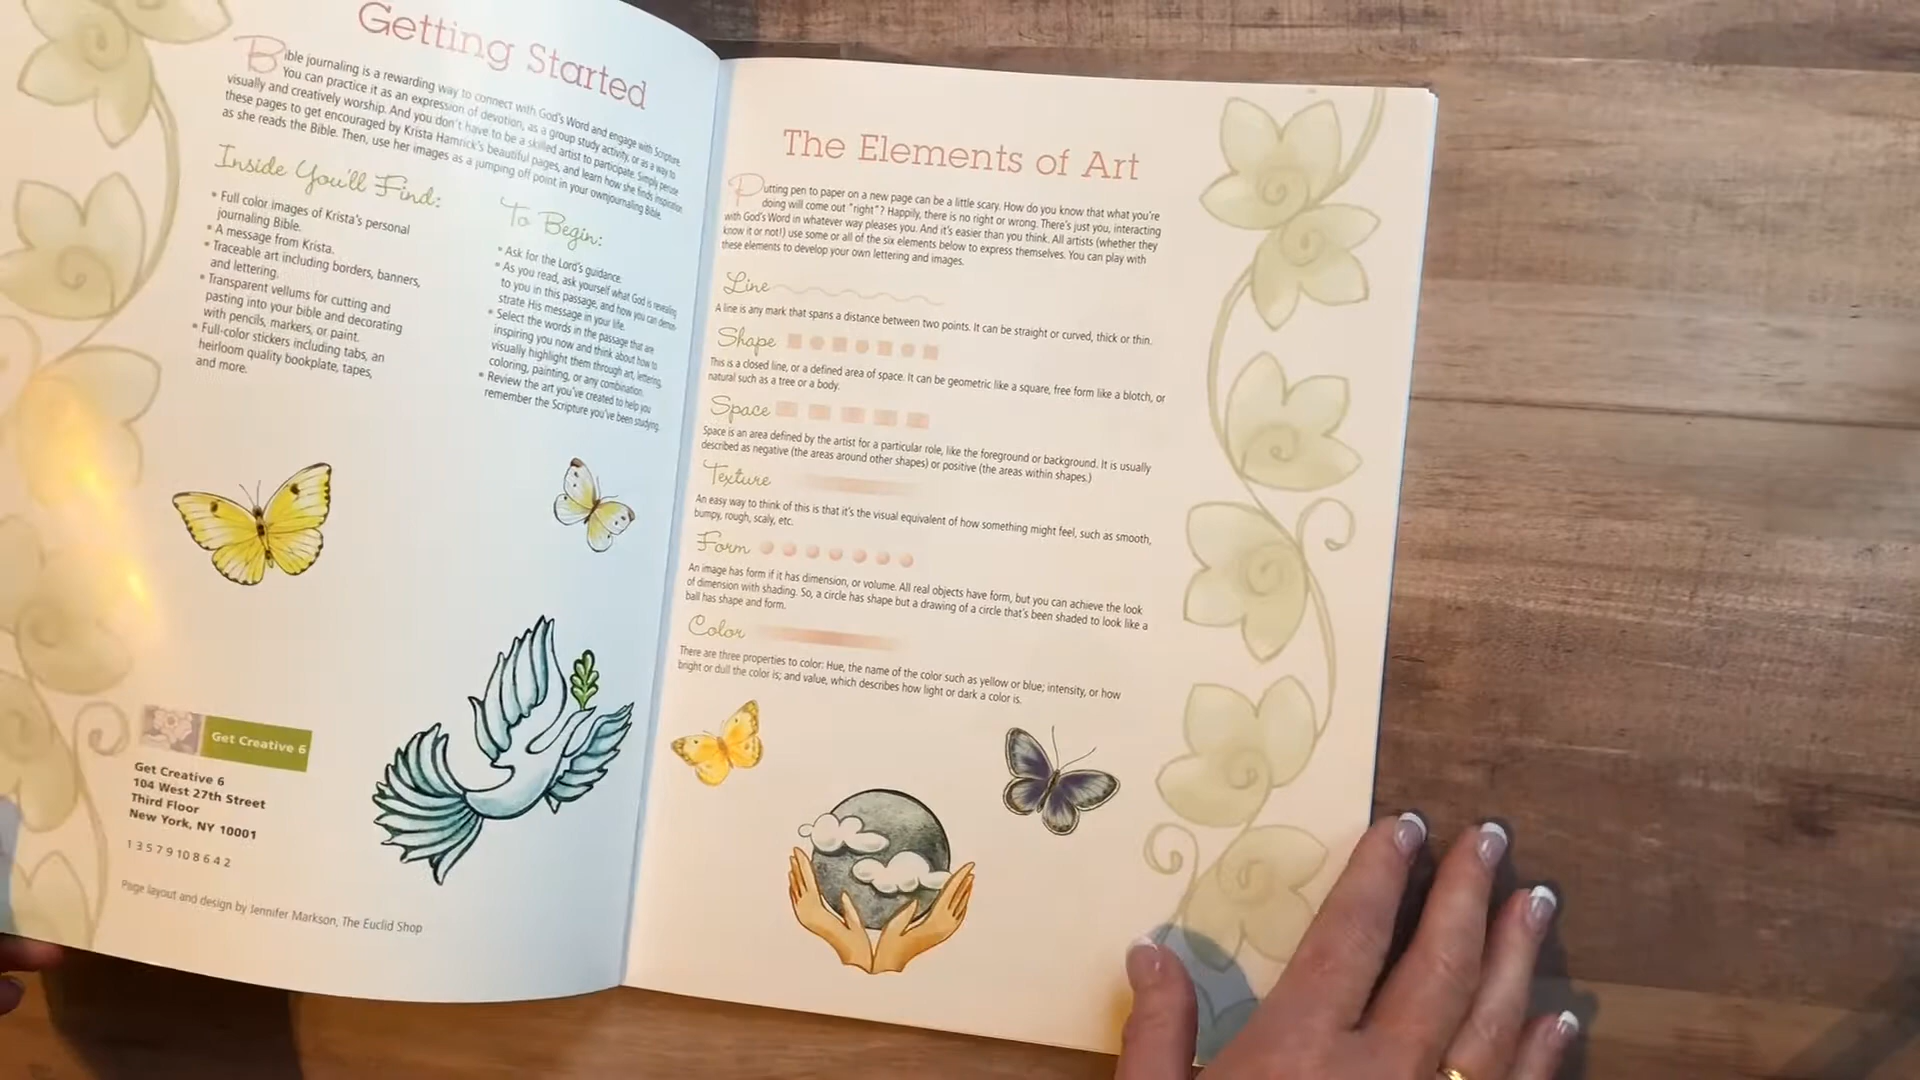 Getting Started
Bible journaling is a rewarding way to connect with God's Word and engage with Scripture.
You can practice it as an expression of devotion, as a group study activity, or as a way to
visually and creatively worship. And you don't have to be a skilled artist to participate. Simply peruse
these pages to get encouraged by Krista Hamrick's beautiful pages, and learn how she finds inspiration
as she reads the Bible. Then, use her images as a jumping off point in your ownjournaling Bible.
Inside You'll Find:
• Full color images of Krista's personal
journaling Bible.
• A message from Krista.
• Traceable art including borders, banners,
and lettering.
• Transparent vellums for cutting and
pasting into your bible and decorating
with pencils, markers, or paint.
• Full-color stickers including tabs, an
heirloom quality bookplate, tapes,
and more.
To Begin:
• Ask for the Lord's guidance.
• As you read, ask yourself what God is revealing
to you in this passage, and how you can demon-
strate His message in your life.
• Select the words in the passage that are
inspiring you now and think about how to
visually highlight them through art, lettering,
coloring, painting, or any combination.
• Review the art you've created to help you
remember the Scripture you've been studying.
Get Creative 6
Get Creative 6
104 West 27th Street
Third Floor
New York, NY 10001
1 3 5 7 9 10 8 6 4 2
Page layout and design by Jennifer Markson, The Euclid Shop
The Elements of Art
Putting pen to paper on a new page can be a little scary. How do you know that what you're
doing will come out "right"? Happily, there is no right or wrong. There's just you, interacting
with God's Word in whatever way pleases you. And it's easier than you think. All artists (whether they
know it or not!) use some or all of the six elements below to express themselves. You can play with
these elements to develop your own lettering and images.
Line
A line is any mark that spans a distance between two points. It can be straight or curved, thick or thin.
Shape
This is a closed line, or a defined area of space. It can be geometric like a square, free form like a blotch, or
natural such as a tree or a body.
Space
Space is an area defined by the artist for a particular role, like the foreground or background. It is usually
described as negative (the areas around other shapes) or positive (the areas within shapes.)
Texture
An easy way to think of this is that it's the visual equivalent of how something might feel, such as smooth,
bumpy, rough, scaly, etc.
Form
An image has form if it has dimension, or volume. All real objects have form, but you can achieve the look
of dimension with shading. So, a circle has shape but a drawing of a circle that's been shaded to look like a
ball has shape and form.
Color
There are three properties to color: Hue, the name of the color such as yellow or blue; intensity, or how
bright or dull the color is; and value, which describes how light or dark a color is.